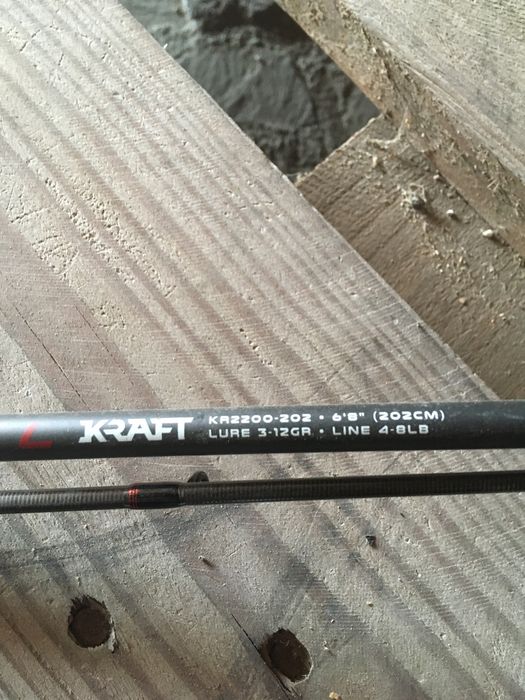 KRAFT
KR2200-202 • 6'8" (202CM)
LURE 3-12GR • LINE 4-8LB